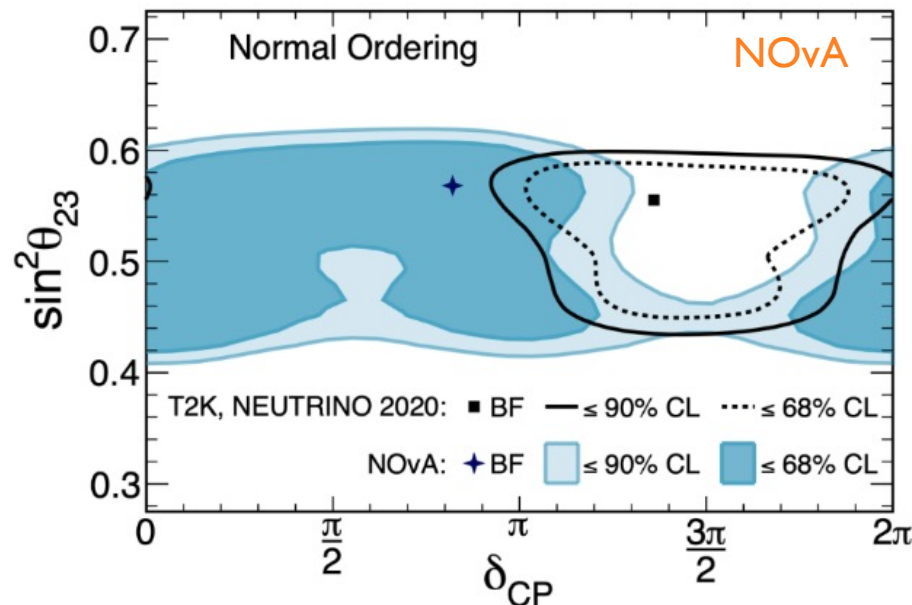 0.7
Normal Ordering
NOvA
0.6
0.5
0.4
0.3
sin²θ₂₃
T2K, NEUTRINO 2020: BF ≤ 90% CL ≤ 68% CL
NOvA: BF ≤ 90% CL ≤ 68% CL
0 π/2 π 3π/2 2π
δ_CP